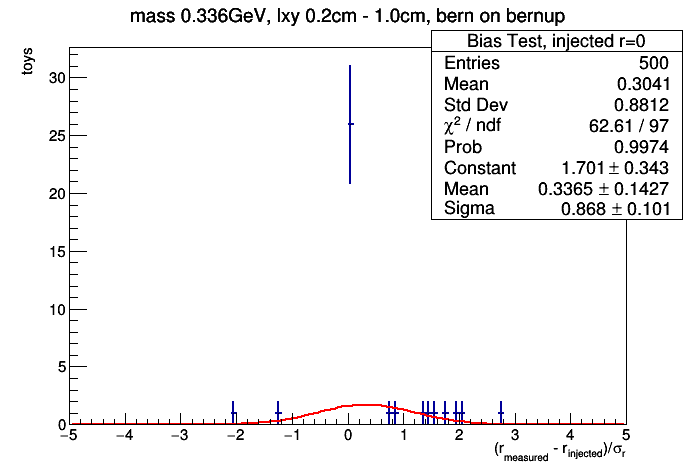 mass 0.336GeV, lxy 0.2cm - 1.0cm, bern on bernup
Bias Test, injected r=0
Entries 500
Mean 0.3041
Std Dev 0.8812
χ² / ndf 62.61 / 97
Prob 0.9974
Constant 1.701 ± 0.343
Mean 0.3365 ± 0.1427
Sigma 0.868 ± 0.101
toys
30
25
20
15
10
5
0
−5 −4 −3 −2 −1 0 1 2 3 4 5
(r_measured - r_injected)/σ_r